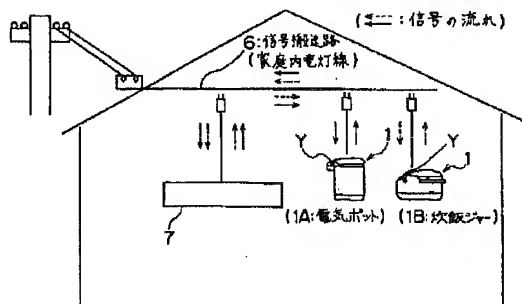 (⇠: 信号の流れ)
6:信号搬送路
(家庭内電灯線)
Y
1
Y
1
(1A:電気ポット)
(1B:炊飯ジャー)
7